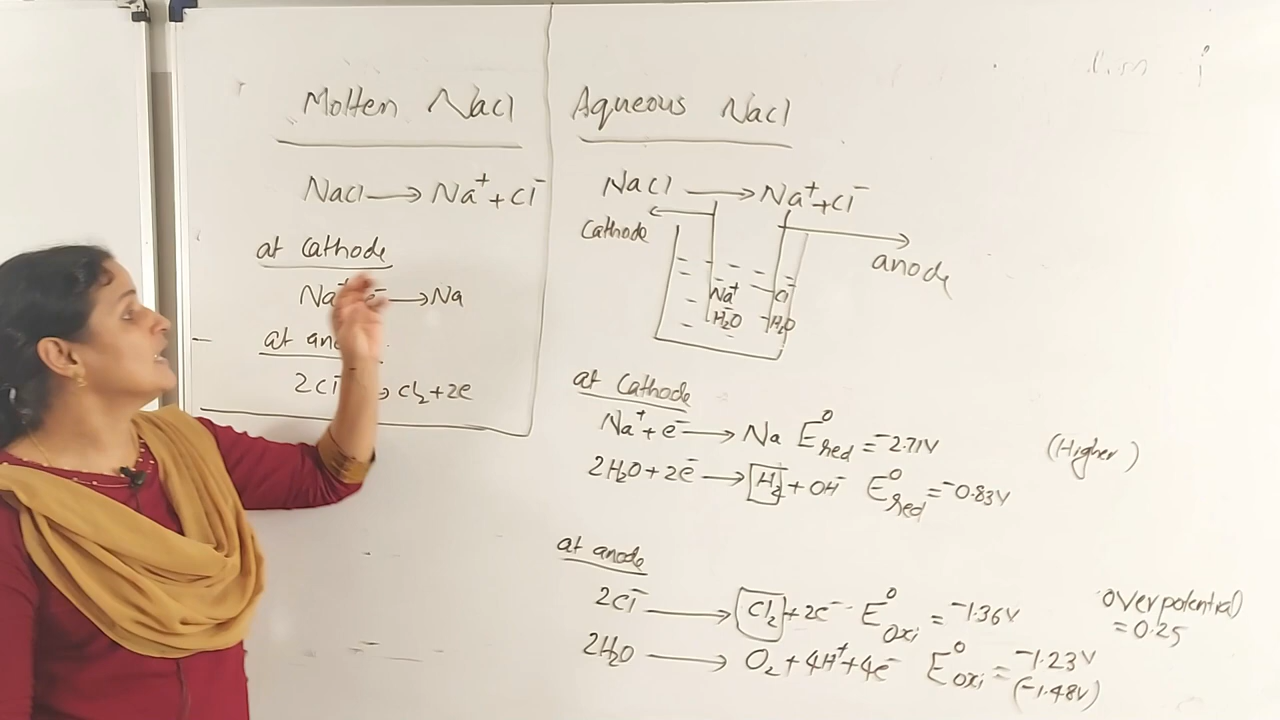 Molten NaCl
NaCl → Na⁺ + Cl⁻
at cathode
Na⁺ e⁻ → Na
at an
2Cl⁻ → Cl₂ + 2e
Aqueous NaCl
NaCl → Na⁺ + Cl⁻
Cathode
anode
Na⁺ Cl⁻
H₂O H₂O
at Cathode
Na⁺ + e⁻ → Na E⁰red = -2.71V
(Higher)
2H₂O + 2e⁻ → H₂ + OH⁻ E⁰red = -0.83V
at anode
2Cl⁻ → Cl₂ + 2e⁻ E⁰oxi = -1.36V
overpotential
= 0.25
2H₂O → O₂ + 4H⁺ + 4e⁻ E⁰oxi = -1.23V
(-1.48V)